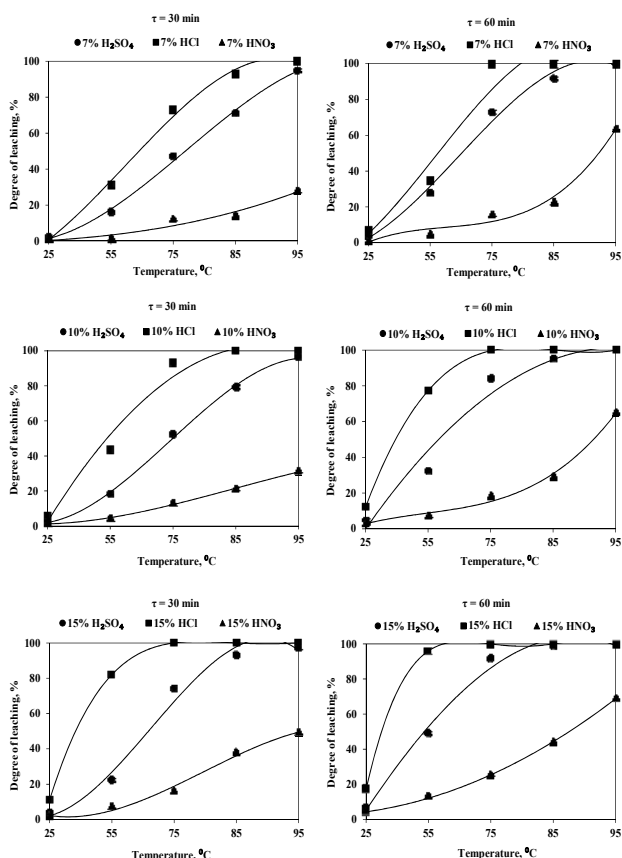 τ = 30 min
● 7% H₂SO₄ ■ 7% HCl ▲ 7% HNO₃
Degree of leaching, %
100
80
60
40
20
0
25 55 75 85 95
Temperature, ⁰C
τ = 60 min
● 7% H₂SO₄ ■ 7% HCl ▲ 7% HNO₃
Degree of leaching, %
100
80
60
40
20
0
25 55 75 85 95
Temperature, ⁰C
τ = 30 min
● 10% H₂SO₄ ■ 10% HCl ▲ 10% HNO₃
Degree of leaching, %
100
80
60
40
20
0
25 55 75 85 95
Temperature, ⁰C
τ = 60 min
● 10% H₂SO₄ ■ 10% HCl ▲ 10% HNO₃
Degree of leaching, %
100
80
60
40
20
0
25 55 75 85 95
Temperature, ⁰C
τ = 30 min
● 15% H₂SO₄ ■ 15% HCl ▲ 15% HNO₃
Degree of leaching, %
100
80
60
40
20
0
25 55 75 85 95
Temperature, ⁰C
τ = 60 min
● 15% H₂SO₄ ■ 15% HCl ▲ 15% HNO₃
Degree of leaching, %
100
80
60
40
20
0
25 55 75 85 95
Temperature, ⁰C